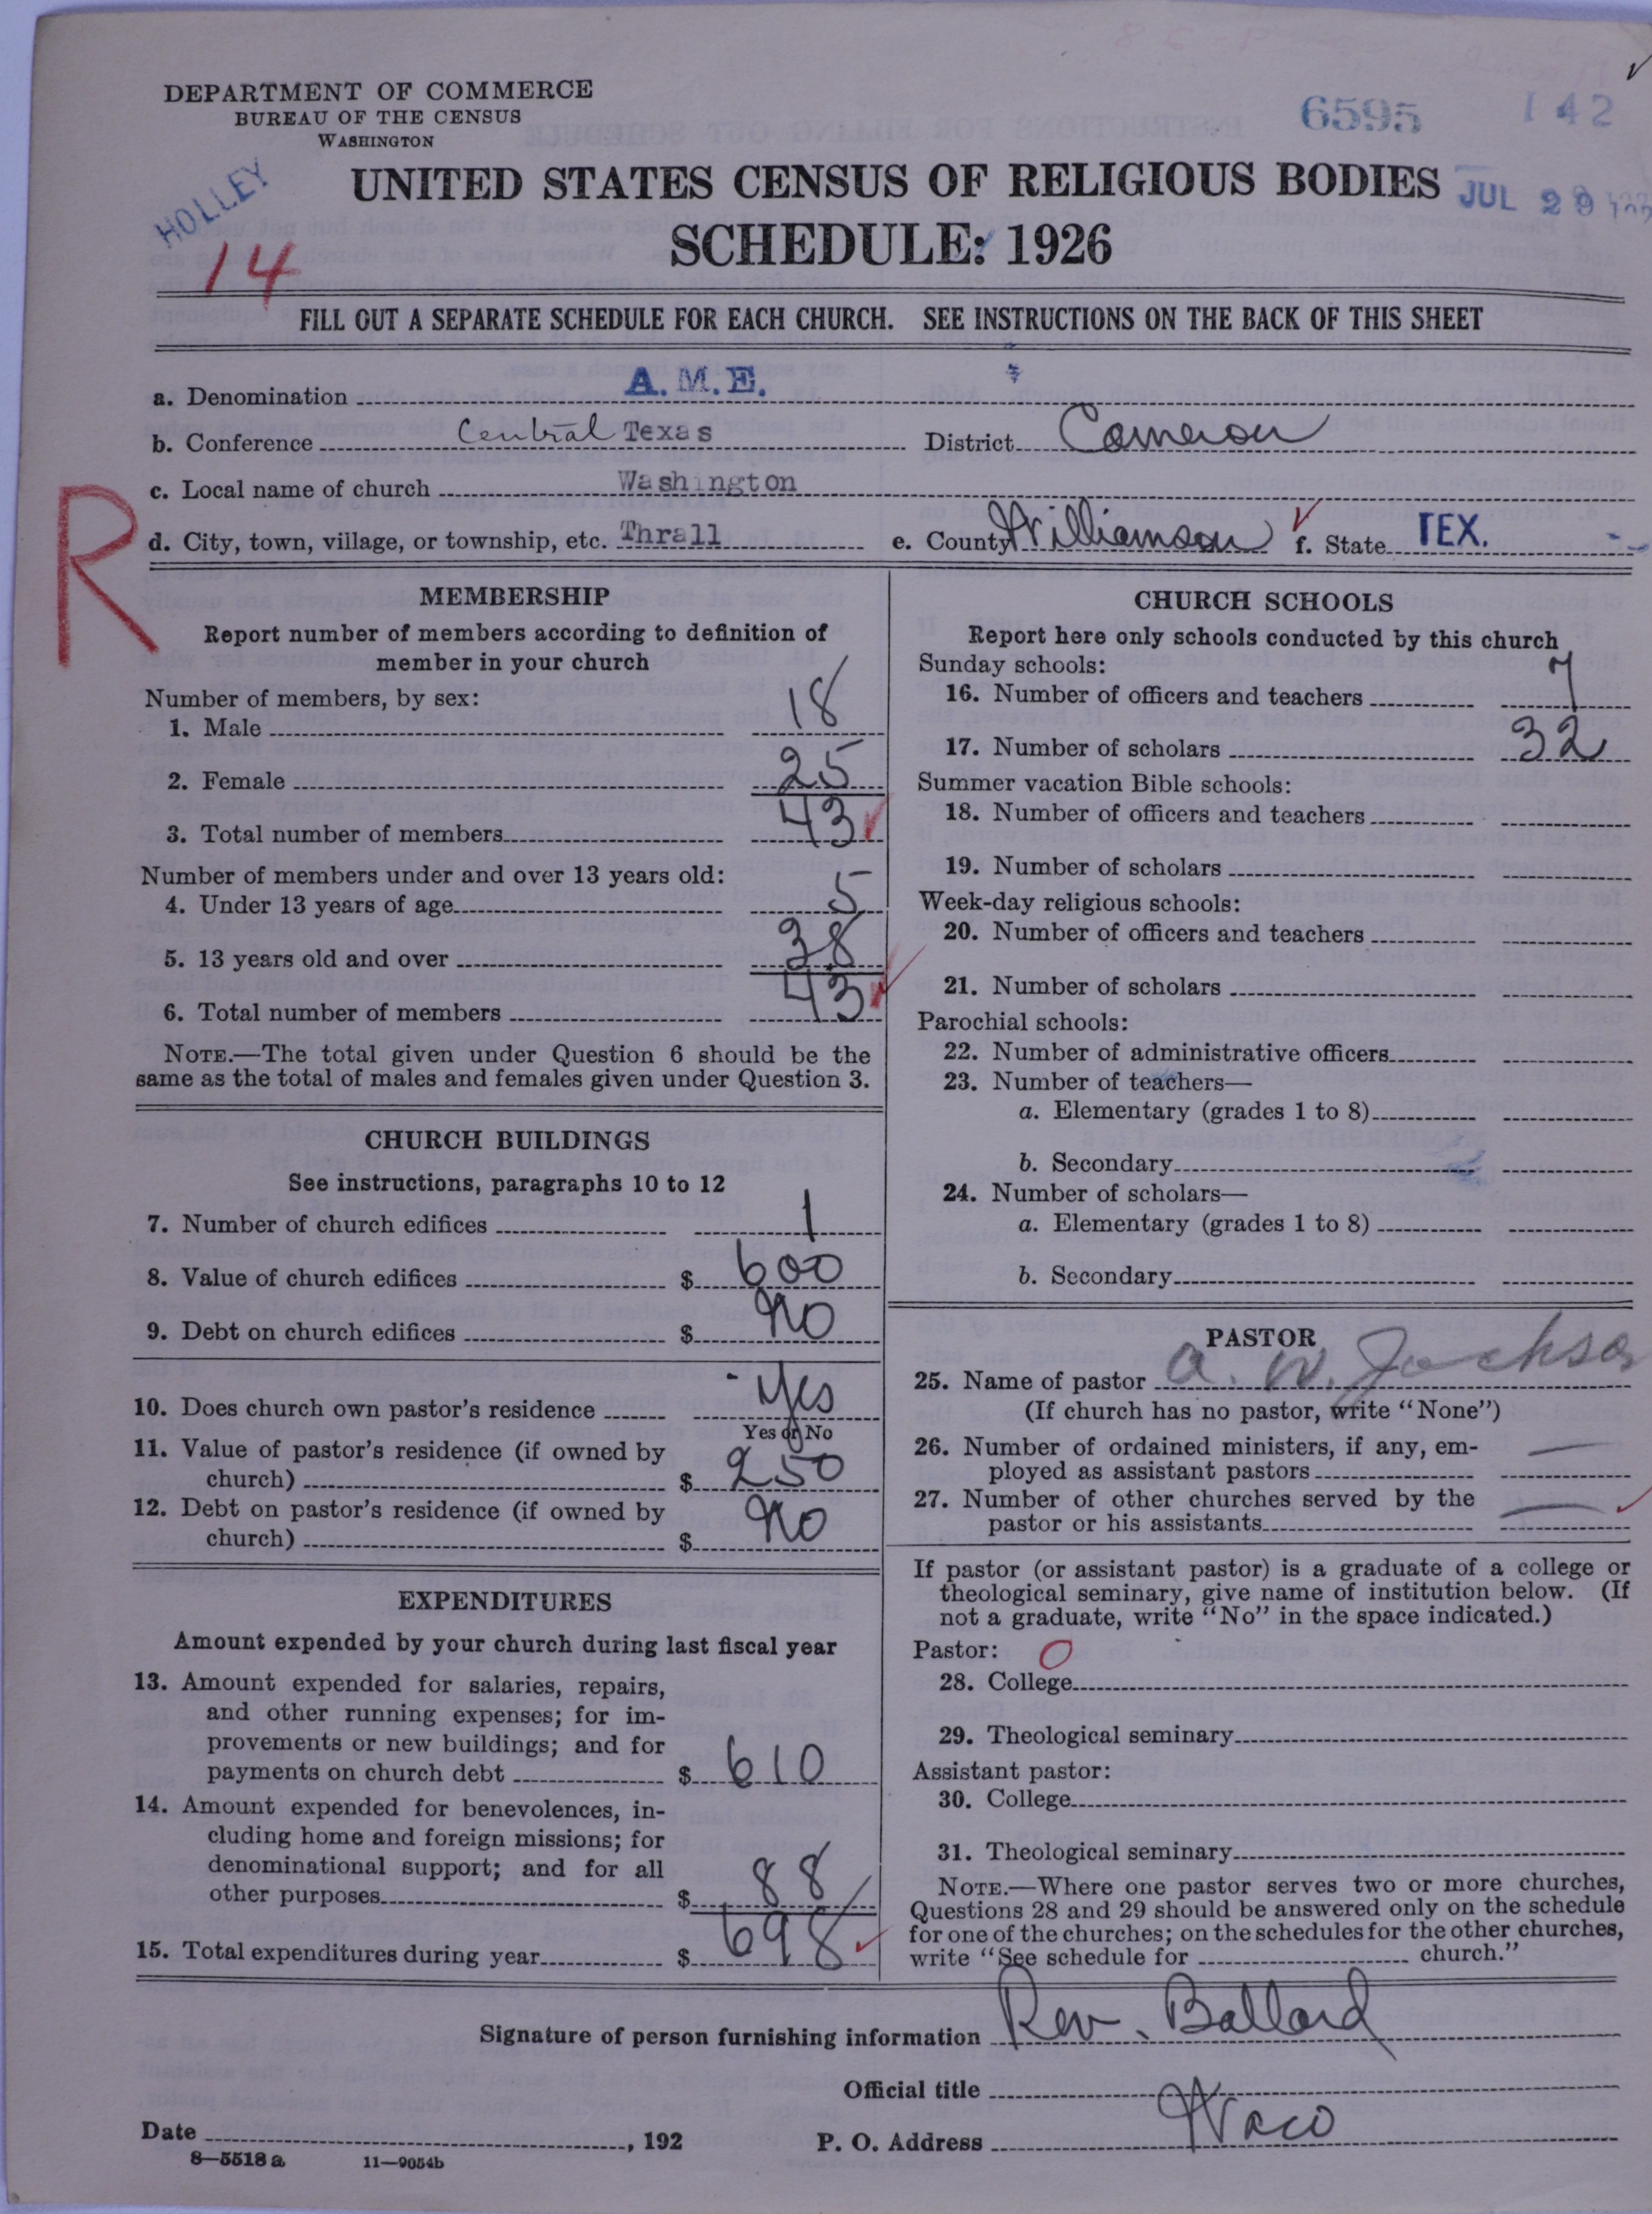 DEPARTMENT OF COMMERCE
BUREAU OF THE CENSUS
WASHINGTON
6595 142
UNITED STATES CENSUS OF RELIGIOUS BODIES
JUL 29
HOLLEY
SCHEDULE: 1926
14
FILL OUT A SEPARATE SCHEDULE FOR EACH CHURCH. SEE INSTRUCTIONS ON THE BACK OF THIS SHEET
a. Denomination A.M.E.
b. Conference Central Texas District Cameron
c. Local name of church Washington
R
d. City, town, village, or township, etc. Thrall e. County Williamson f. State TEX.
MEMBERSHIP
Report number of members according to definition of
member in your church
Number of members, by sex:
1. Male 18
2. Female 25
3. Total number of members 43
Number of members under and over 13 years old:
4. Under 13 years of age 5
5. 13 years old and over 38
6. Total number of members 43
NOTE.—The total given under Question 6 should be the
same as the total of males and females given under Question 3.
CHURCH BUILDINGS
See instructions, paragraphs 10 to 12
7. Number of church edifices 1
8. Value of church edifices $ 600
9. Debt on church edifices $ No
10. Does church own pastor's residence Yes
Yes or No
11. Value of pastor's residence (if owned by
church) $ 250
12. Debt on pastor's residence (if owned by
church) $ No
EXPENDITURES
Amount expended by your church during last fiscal year
13. Amount expended for salaries, repairs,
and other running expenses; for im-
provements or new buildings; and for
payments on church debt $ 610
14. Amount expended for benevolences, in-
cluding home and foreign missions; for
denominational support; and for all
other purposes $ 88
15. Total expenditures during year $ 698
CHURCH SCHOOLS
Report here only schools conducted by this church
Sunday schools:
16. Number of officers and teachers 7
17. Number of scholars 32
Summer vacation Bible schools:
18. Number of officers and teachers
19. Number of scholars
Week-day religious schools:
20. Number of officers and teachers
21. Number of scholars
Parochial schools:
22. Number of administrative officers
23. Number of teachers—
a. Elementary (grades 1 to 8)
b. Secondary
24. Number of scholars—
a. Elementary (grades 1 to 8)
b. Secondary
PASTOR
25. Name of pastor A. W. Jackson
(If church has no pastor, write "None")
26. Number of ordained ministers, if any, em-
ployed as assistant pastors —
27. Number of other churches served by the
pastor or his assistants —
If pastor (or assistant pastor) is a graduate of a college or
theological seminary, give name of institution below. (If
not a graduate, write "No" in the space indicated.)
Pastor: O
28. College
29. Theological seminary
Assistant pastor:
30. College
31. Theological seminary
NOTE.—Where one pastor serves two or more churches,
Questions 28 and 29 should be answered only on the schedule
for one of the churches; on the schedules for the other churches,
write "See schedule for church."
Signature of person furnishing information Rev. Ballard
Official title
Date , 192 P. O. Address Waco
8—5518 a 11—9054b